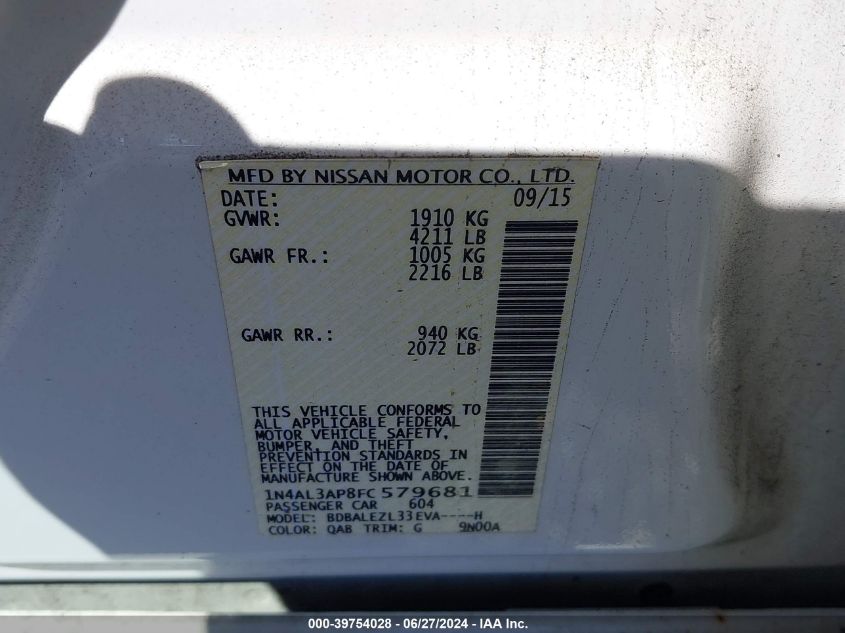 MFD BY NISSAN MOTOR CO., LTD.
DATE: 09/15
GVWR: 1910 KG
4211 LB
GAWR FR.: 1005 KG
2216 LB
GAWR RR.: 940 KG
2072 LB
THIS VEHICLE CONFORMS TO
ALL APPLICABLE FEDERAL
MOTOR VEHICLE SAFETY,
BUMPER, AND THEFT
PREVENTION STANDARDS IN
EFFECT ON THE DATE OF
MANUFACTURE SHOWN ABOVE.
1N4AL3AP8FC579681
PASSENGER CAR 604
MODEL: BDBALEZL33EVA----H
COLOR: QAB TRIM: G 9N00A
000-39754028 - 06/27/2024 - IAA Inc.